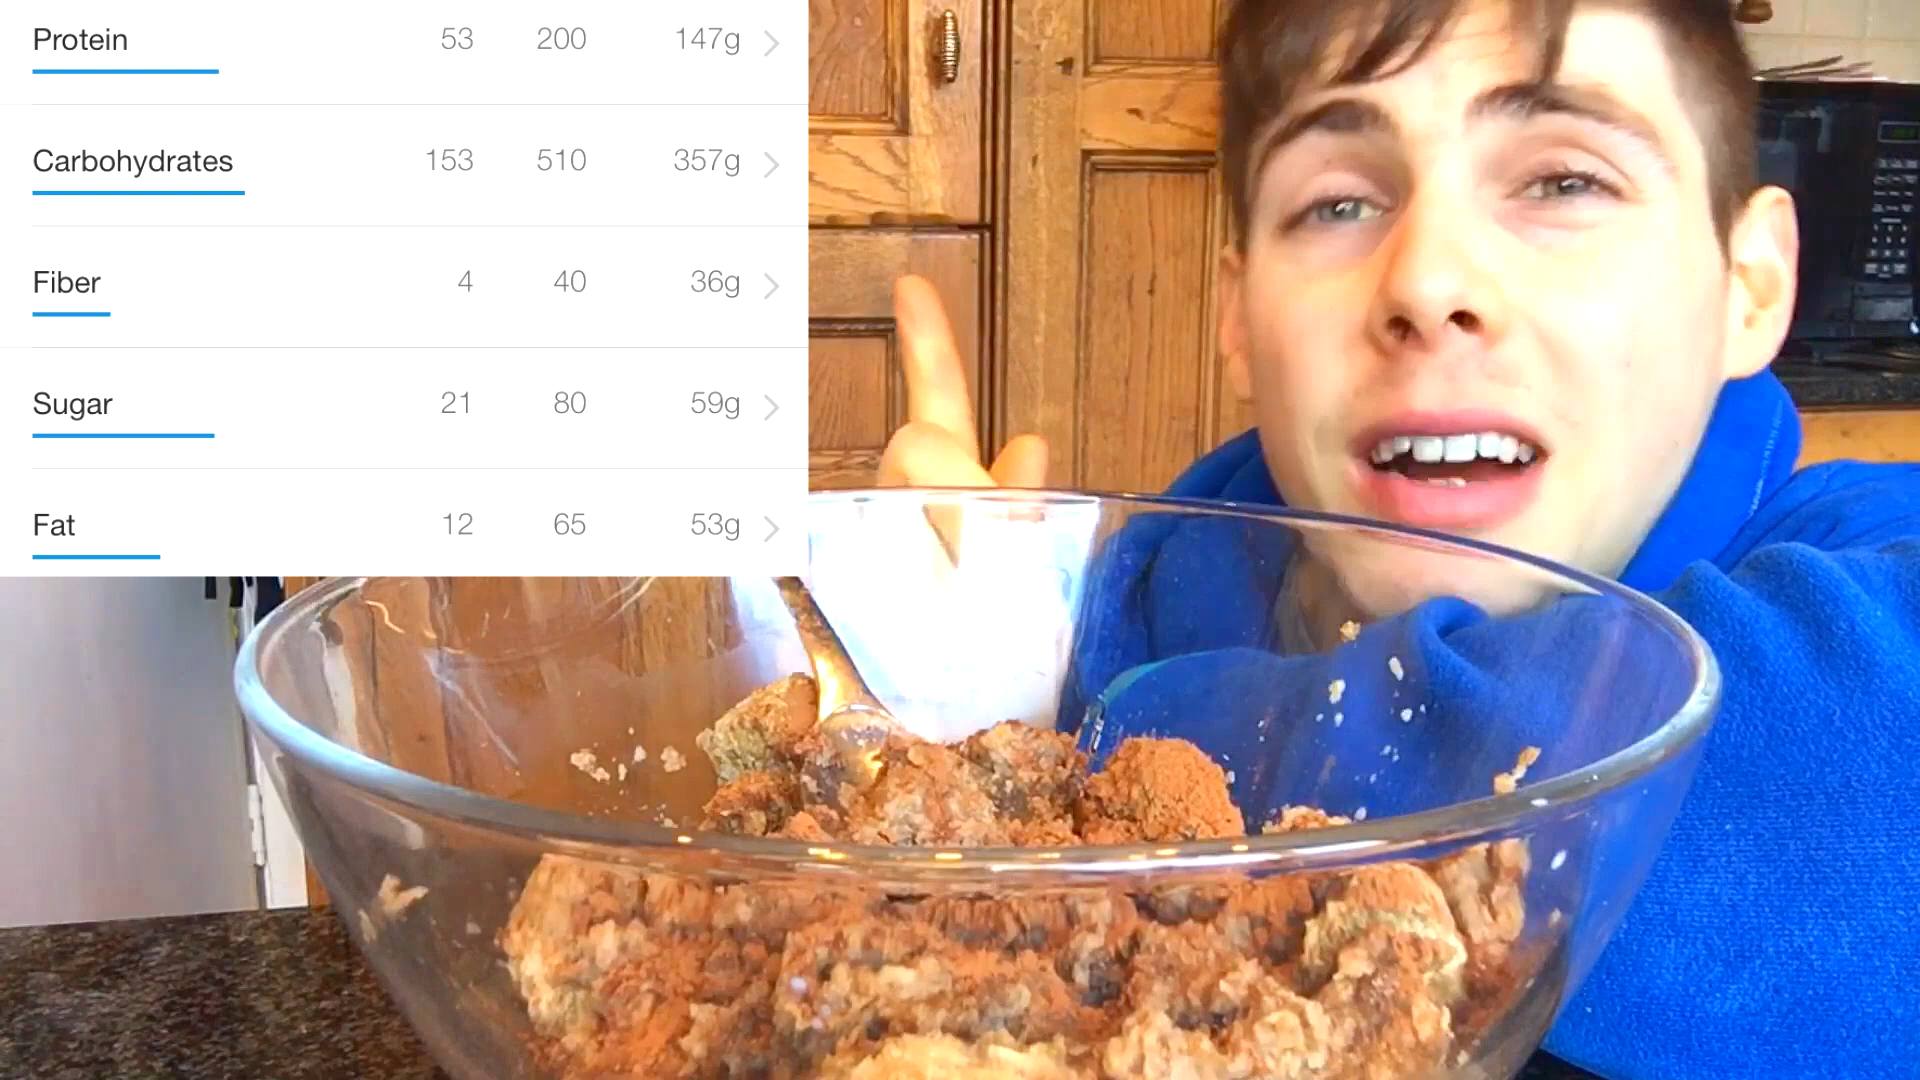 Protein 53 200 147g
Carbohydrates 153 510 357g
Fiber 4 40 36g
Sugar 21 80 59g
Fat 12 65 53g